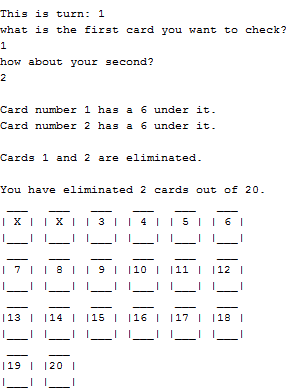 This is turn: 1
what is the first card you want to check?
1
how about your second?
2
Card number 1 has a 6 under it.
Card number 2 has a 6 under it.
Cards 1 and 2 are eliminated.
You have eliminated 2 cards out of 20.
 ___   ___   ___   ___   ___   ___
| X | | X | | 3 | | 4 | | 5 | | 6 |
|___| |___| |___| |___| |___| |___|
 ___   ___   ___   ___   ___   ___
| 7 | | 8 | | 9 | |10 | |11 | |12 |
|___| |___| |___| |___| |___| |___|
 ___   ___   ___   ___   ___   ___
|13 | |14 | |15 | |16 | |17 | |18 |
|___| |___| |___| |___| |___| |___|
 ___   ___
|19 | |20 |
|___| |___|